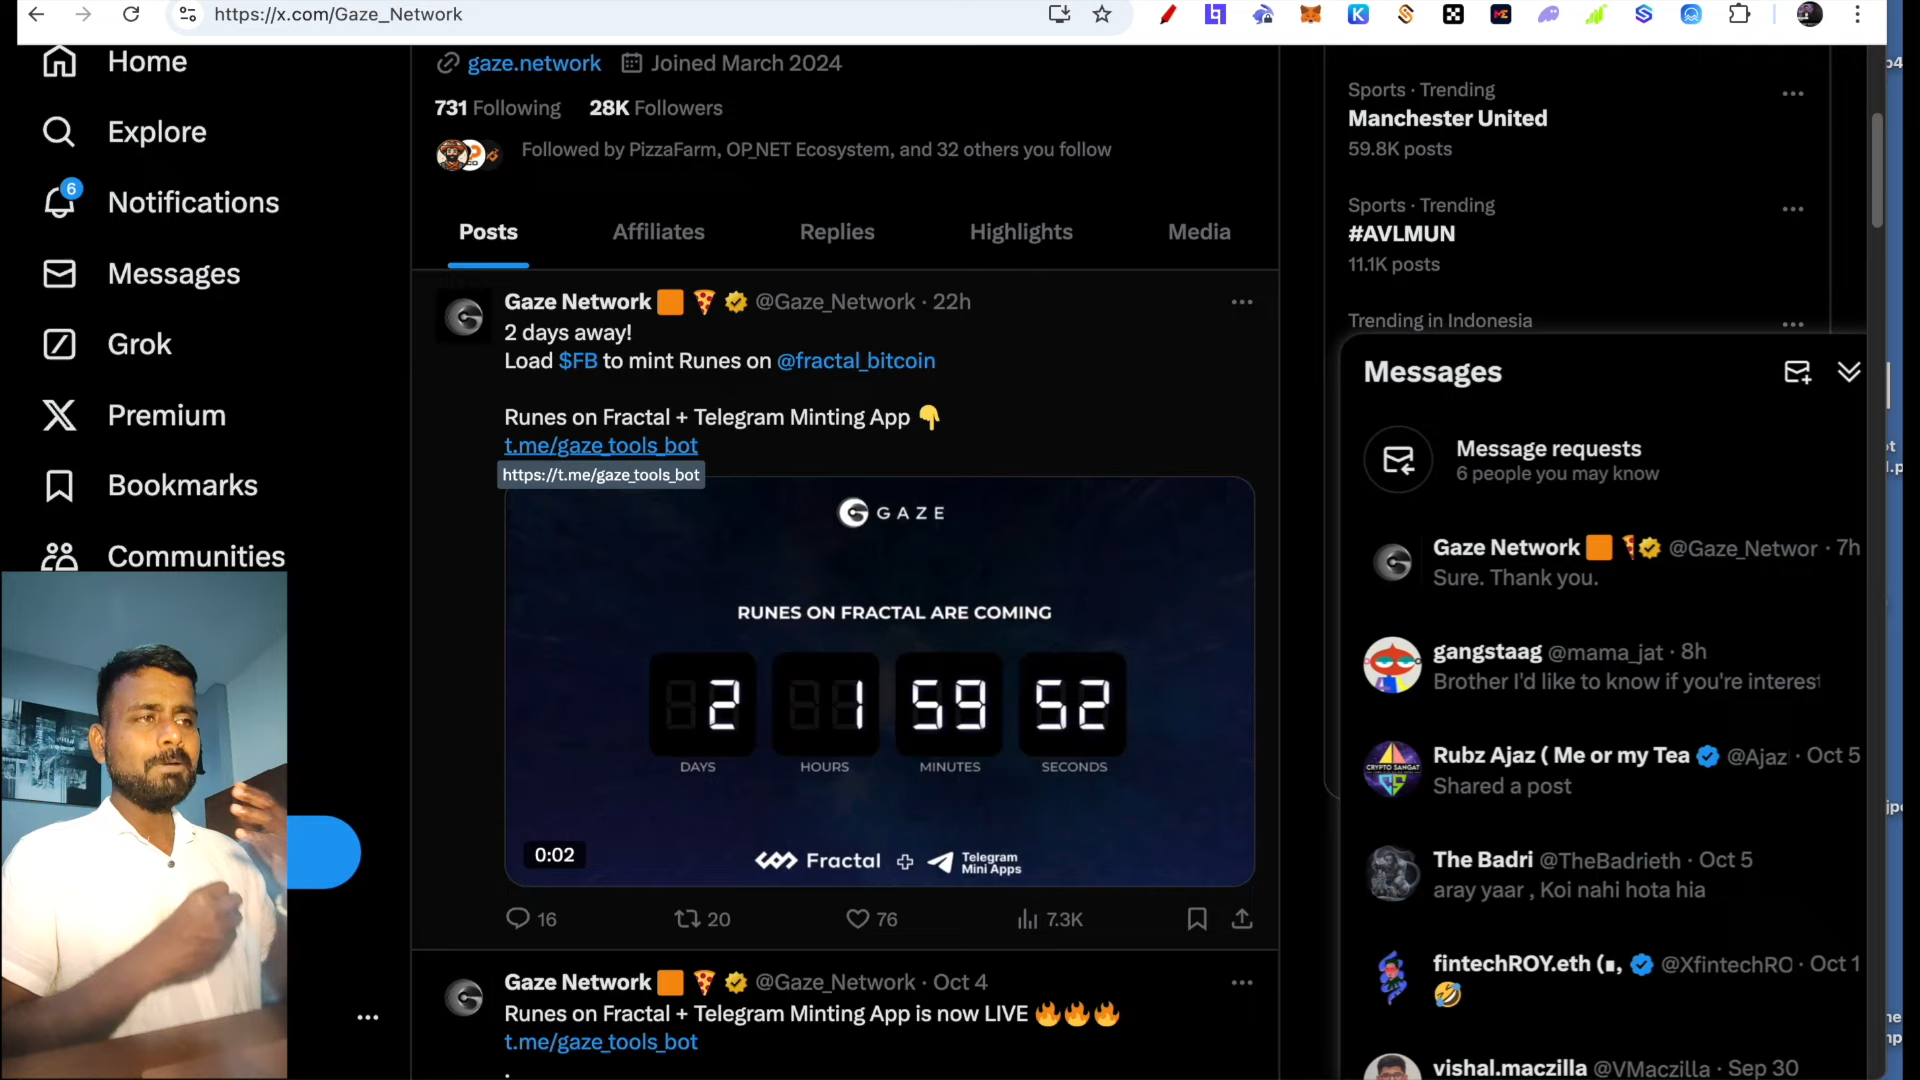 https://x.com/Gaze_Network
Home
Explore
6
Notifications
Messages
Grok
Premium
Bookmarks
Communities
gaze.network
Joined March 2024
731 Following
28K Followers
Followed by PizzaFarm, OP_NET Ecosystem, and 32 others you follow
Posts
Affiliates
Replies
Highlights
Media
Gaze Network @Gaze_Network · 22h
2 days away!
Load $FB to mint Runes on @fractal_bitcoin
Runes on Fractal + Telegram Minting App 👇
t.me/gaze_tools_bot
https://t.me/gaze_tools_bot
GAZE
RUNES ON FRACTAL ARE COMING
2 1 59 52
DAYS HOURS MINUTES SECONDS
0:02
Fractal
Telegram
Mini Apps
16 20 76 7.3K
Gaze Network @Gaze_Network · Oct 4
Runes on Fractal + Telegram Minting App is now LIVE 🔥🔥🔥
t.me/gaze_tools_bot
Sports · Trending
Manchester United
59.8K posts
Sports · Trending
#AVLMUN
11.1K posts
Trending in Indonesia
Messages
Message requests
6 people you may know
Gaze Network @Gaze_Networ · 7h
Sure. Thank you.
gangstaag @mama_jat · 8h
Brother I'd like to know if you're interest
Rubz Ajaz ( Me or my Tea @Ajaz · Oct 5
Shared a post
CRYPTO SANGAT
The Badri @TheBadrieth · Oct 5
aray yaar , Koi nahi hota hia
fintechROY.eth @XfintechRO · Oct 1
🤣
vishal.maczilla @VMaczilla · Sep 30